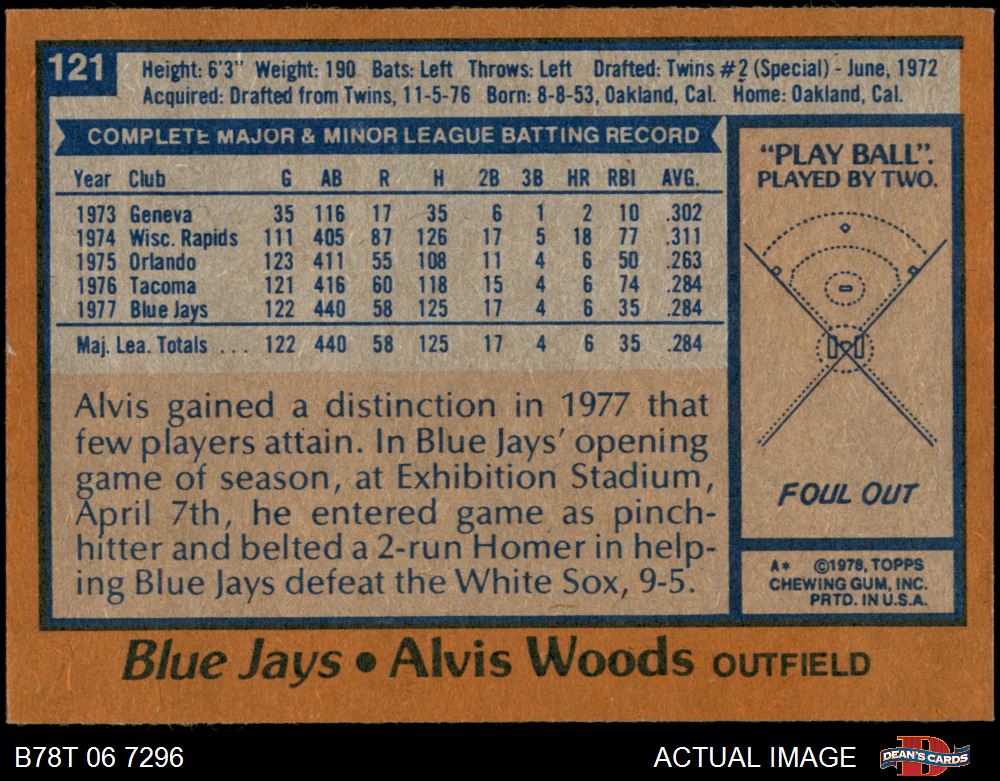 121
Height: 6'3" Weight: 190 Bats: Left Throws: Left Drafted: Twins #2 (Special) - June, 1972
Acquired: Drafted from Twins, 11-5-76 Born: 8-8-53, Oakland, Cal. Home: Oakland, Cal.
COMPLETE MAJOR & MINOR LEAGUE BATTING RECORD
Year Club G AB R H 2B 3B HR RBI AVG.
1973 Geneva 35 116 17 35 6 1 2 10 .302
1974 Wisc. Rapids 111 405 87 126 17 5 18 77 .311
1975 Orlando 123 411 55 108 11 4 6 50 .263
1976 Tacoma 121 416 60 118 15 4 6 74 .284
1977 Blue Jays 122 440 58 125 17 4 6 35 .284
Maj. Lea. Totals ... 122 440 58 125 17 4 6 35 .284
Alvis gained a distinction in 1977 that
few players attain. In Blue Jays' opening
game of season, at Exhibition Stadium,
April 7th, he entered game as pinch-
hitter and belted a 2-run Homer in help-
ing Blue Jays defeat the White Sox, 9-5.
"PLAY BALL".
PLAYED BY TWO.
FOUL OUT
A* ©1978, TOPPS
CHEWING GUM, INC.
PRTD. IN U.S.A.
Blue Jays • Alvis Woods OUTFIELD
B78T 06 7296
ACTUAL IMAGE
D
DEAN'S CARDS